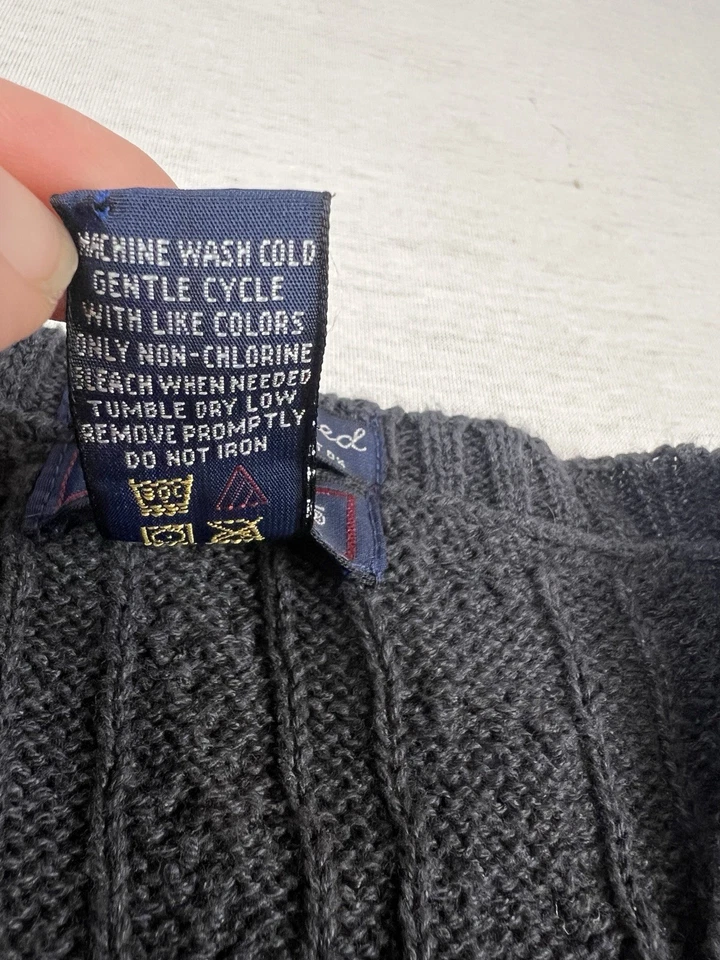 MACHINE WASH COLD
GENTLE CYCLE
WITH LIKE COLORS
ONLY NON-CHLORINE
BLEACH WHEN NEEDED
TUMBLE DRY LOW
REMOVE PROMPTLY
DO NOT IRON